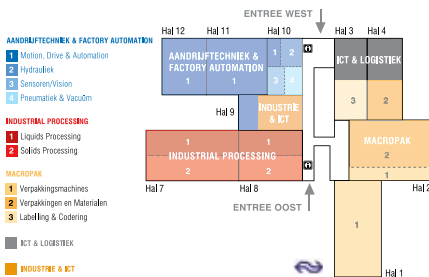 ENTREE WEST
Hal 12
Hal 11
Hal 10
Hal 3
Hal 4
AANDRIJFTECHNIEK & FACTORY AUTOMATION
1 Motion, Drive & Automation
2 Hydrauliek
3 Sensoren/Vision
4 Pneumatiek & Vacuüm
INDUSTRIAL PROCESSING
1 Liquids Processing
2 Solids Processing
MACROPAK
1 Verpakkingsmachines
2 Verpakkingen en Materialen
3 Labelling & Codering
ICT & LOGISTIEK
INDUSTRIE & ICT
AANDRIJFTECHNIEK &
FACTORY AUTOMATION
1 1
1 2
3 4
ICT & LOGISTIEK
3 2
Hal 9
INDUSTRIE
& ICT
1 1
INDUSTRIAL PROCESSING
2 2
MACROPAK
2
1
Hal 7
Hal 8
Hal 2
ENTREE OOST
1
Hal 1